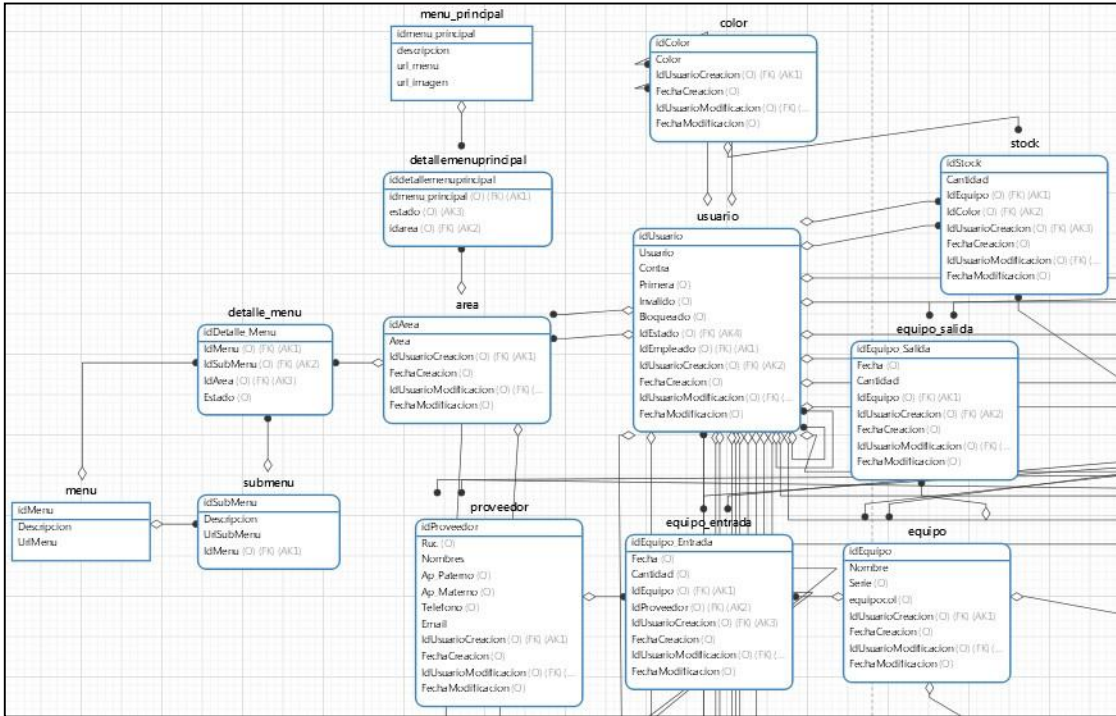 menu_principal
idmenu_principal
descripcion
url_menu
url_imagen
color
idColor
Color
IdUsuarioCreacion (O) (FK) (AK1)
FechaCreacion (O)
IdUsuarioModificacion (O) (FK) (...
FechaModificacion (O)
detallemenuprincipal
iddetallemenuprincipal
idmenu_principal (O) (FK) (AK1)
estado (O) (AK3)
idarea (O) (FK) (AK2)
stock
idStock
Cantidad
IdEquipo (O) (FK) (AK1)
IdColor (O) (FK) (AK2)
IdUsuarioCreacion (O) (FK) (AK3)
FechaCreacion (O)
IdUsuarioModificacion (O) (FK) (...
FechaModificacion (O)
usuario
idUsuario
Usuario
Contra
Primera (O)
Invalido (O)
Bloqueado (O)
IdEstado (O) (FK) (AK4)
IdEmpleado (O) (FK) (AK1)
IdUsuarioCreacion (O) (FK) (AK2)
FechaCreacion (O)
IdUsuarioModificacion (O) (FK) (...
FechaModificacion (O)
area
idArea
Area
IdUsuarioCreacion (O) (FK) (AK1)
FechaCreacion (O)
IdUsuarioModificacion (O) (FK) (...
FechaModificacion (O)
detalle_menu
idDetalle_Menu
IdMenu (O) (FK) (AK1)
IdSubMenu (O) (FK) (AK2)
IdArea (O) (FK) (AK3)
Estado (O)
equipo_salida
idEquipo_Salida
Fecha (O)
Cantidad
IdEquipo (O) (FK) (AK1)
IdUsuarioCreacion (O) (FK) (AK2)
FechaCreacion (O)
IdUsuarioModificacion (O) (FK) (...
FechaModificacion (O)
menu
idMenu
Descripcion
UrlMenu
submenu
idSubMenu
Descripcion
UrlSubMenu
IdMenu (O) (FK) (AK1)
proveedor
idProveedor
Ruc (O)
Nombres
Ap_Paterno (O)
Ap_Materno (O)
Telefono (O)
Email
IdUsuarioCreacion (O) (FK) (AK1)
FechaCreacion (O)
IdUsuarioModificacion (O) (FK) (...
FechaModificacion (O)
equipo_entrada
idEquipo_Entrada
Fecha (O)
Cantidad (O)
IdEquipo (O) (FK) (AK1)
IdProveedor (O) (FK) (AK2)
IdUsuarioCreacion (O) (FK) (AK3)
FechaCreacion (O)
IdUsuarioModificacion (O) (FK) (...
FechaModificacion (O)
equipo
idEquipo
Nombre
Serie (O)
equipocol (O)
IdUsuarioCreacion (O) (FK) (AK1)
FechaCreacion (O)
IdUsuarioModificacion (O) (FK) (...
FechaModificacion (O)